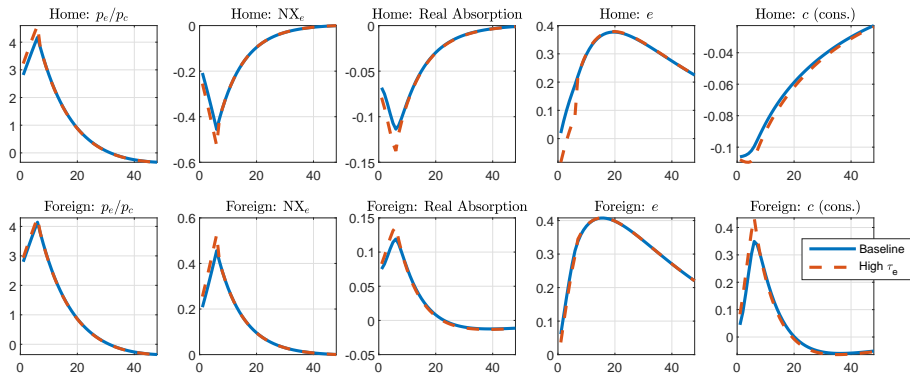 Home: p_e/p_c
4
3
2
1
0
0 20 40
Home: NX_e
0
-0.2
-0.4
-0.6
0 20 40
Home: Real Absorption
0
-0.05
-0.1
-0.15
0 20 40
Home: e
0.4
0.3
0.2
0.1
0
0 20 40
Home: c (cons.)
-0.04
-0.06
-0.08
-0.1
0 20 40
Foreign: p_e/p_c
4
3
2
1
0
0 20 40
Foreign: NX_e
0.6
0.4
0.2
0
0 20 40
Foreign: Real Absorption
0.15
0.1
0.05
0
-0.05
0 20 40
Foreign: e
0.4
0.3
0.2
0.1
0
0 20 40
Foreign: c (cons.)
0.4
0.3
0.2
0.1
0
0 20 40
Baseline
High τ_e